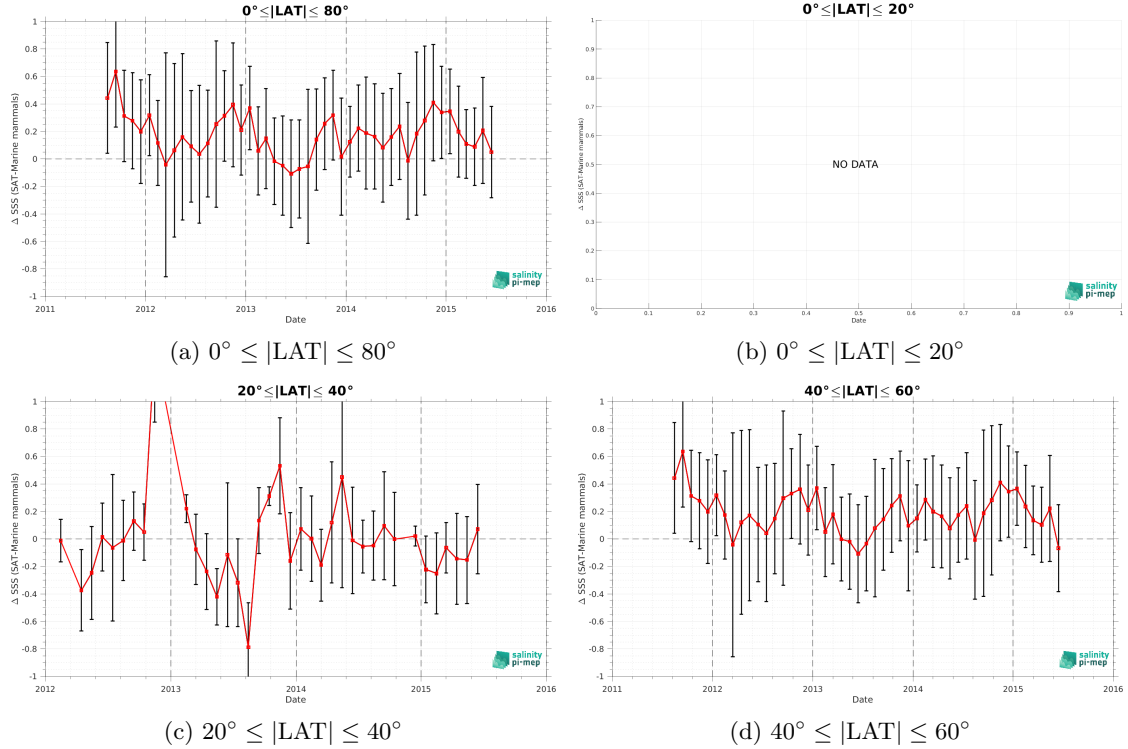 0°≤|LAT|≤ 80°
Δ SSS (SAT-Marine mammals)
1
0.8
0.6
0.4
0.2
0
-0.2
-0.4
-0.6
-0.8
-1
2011 2012 2013 2014 2015 2016
Date
salinity
pi-mep
(a) 0° ≤ |LAT| ≤ 80°
0°≤|LAT|≤ 20°
Δ SSS (SAT-Marine mammals)
1
0.9
0.8
0.7
0.6
0.5
0.4
0.3
0.2
0.1
0
NO DATA
0 0.1 0.2 0.3 0.4 0.5 0.6 0.7 0.8 0.9 1
Date
salinity
pi-mep
(b) 0° ≤ |LAT| ≤ 20°
20°≤|LAT|≤ 40°
Δ SSS (SAT-Marine mammals)
1
0.8
0.6
0.4
0.2
0
-0.2
-0.4
-0.6
-0.8
-1
2012 2013 2014 2015 2016
Date
salinity
pi-mep
(c) 20° ≤ |LAT| ≤ 40°
40°≤|LAT|≤ 60°
Δ SSS (SAT-Marine mammals)
1
0.8
0.6
0.4
0.2
0
-0.2
-0.4
-0.6
-0.8
-1
2011 2012 2013 2014 2015 2016
Date
salinity
pi-mep
(d) 40° ≤ |LAT| ≤ 60°